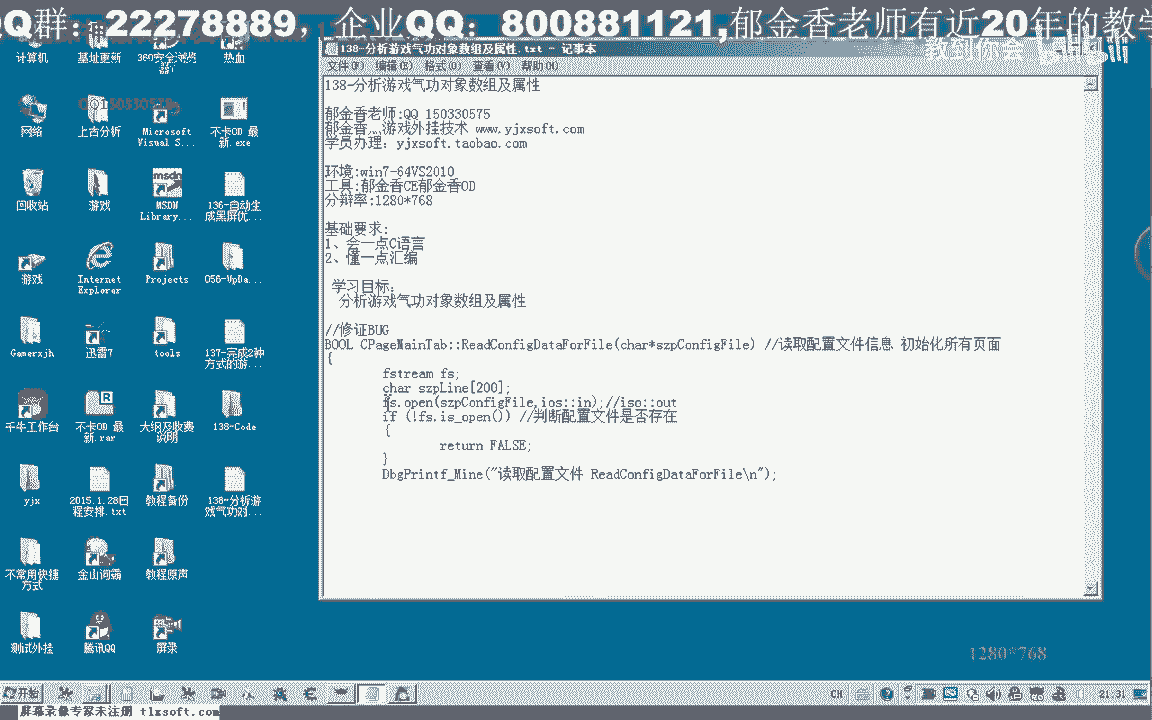 Q群: 22278889，企业QQ：800881121,郁金香老师有近20年的教学
教到你会 bilibili
138-分析游戏气功对象数组及属性.txt - 记事本
文件(F) 编辑(E) 格式(O) 查看(V) 帮助(H)
138-分析游戏气功对象数组及属性
郁金香老师:QQ 150330575
郁金香灬游戏外挂技术 www.yjxsoft.com
学员办理：yjxsoft.taobao.com
环境:win7-64VS2010
工具:郁金香CE郁金香OD
分辩率:1280*768
基础要求:
1、会一点C语言
2、懂一点汇编
学习目标:
分析游戏气功对象数组及属性
//修证BUG
BOOL CPageMainTab::ReadConfigDataForFile(char*szpConfigFile) //读取配置文件信息 初始化所有页面
{
fstream fs;
char szpLine[200];
fs.open(szpConfigFile,ios::in);//iso::out
if (!fs.is_open()) //判断配置文件是否存在
{
return FALSE;
}
DbgPrintf_Mine("读取配置文件 ReadConfigDataForFile\n");
计算机
基址更新
360安全浏览器
热血
网络
上古分析
Microsoft Visual S...
不卡OD 最新.exe
回收站
游戏
MSDN Library...
136-自动生成黑屏优...
游戏
Internet Explorer
Projects
056-UpDa...
Gamerxjh
迅雷7
tools
137-完成2种方式的游...
千牛工作台
不卡OD 最新.rar
大纲及收费说明
138-Code
yjx
2015.1.28日程安排.txt
教程备份
138-分析游戏气功对...
不常用快捷方式
金山词霸
教程原声
测试外挂
腾讯QQ
屏录
1280*768
开始
CH
21:31
屏幕录像专家未注册 tlxsoft.com